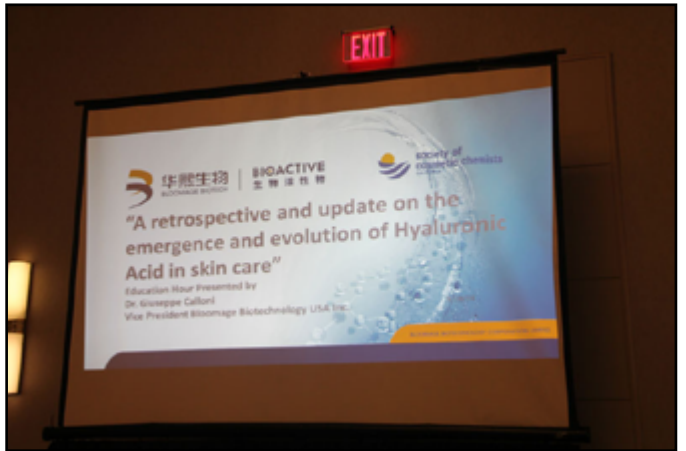 EXIT
华熙生物
BLOOMAGE BIOTECH
BIOACTIVE
生物活性物
society of
cosmetic chemists
"A retrospective and update on the
emergence and evolution of Hyaluronic
Acid in skin care"
Education Hour Presented by
Dr. Giuseppe Calloni
Vice President Bloomage Biotechnology USA Inc.